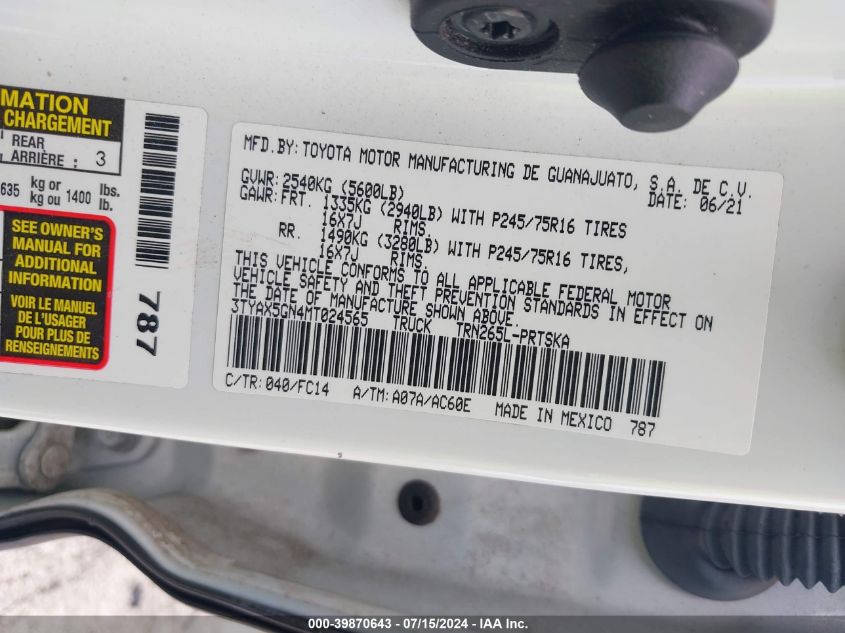 MATION
CHARGEMENT
REAR
ARRIÈRE : 3
635 kg or 1400 lbs.
kg ou lb.
SEE OWNER'S
MANUAL FOR
ADDITIONAL
INFORMATION
VOIR LE MANUEL
DE L'USAGER
POUR PLUS DE
RENSEIGNEMENTS
787
MFD.BY:TOYOTA MOTOR MANUFACTURING DE GUANAJUATO, S.A. DE C.V.
GVWR:2540KG (5600LB) DATE: 06/21
GAWR:FRT. 1335KG (2940LB) WITH P245/75R16 TIRES
16X7J RIMS
RR. 1490KG (3280LB) WITH P245/75R16 TIRES,
16X7J RIMS
THIS VEHICLE CONFORMS TO ALL APPLICABLE FEDERAL MOTOR
VEHICLE SAFETY AND THEFT PREVENTION STANDARDS IN EFFECT ON
THE DATE OF MANUFACTURE SHOWN ABOVE.
3TYAX5GN4MT024565 TRUCK TRN265L-PRTSKA
C/TR:040/FC14 A/TM:A07A/AC60E MADE IN MEXICO 787
000-39870643 - 07/15/2024 - IAA Inc.